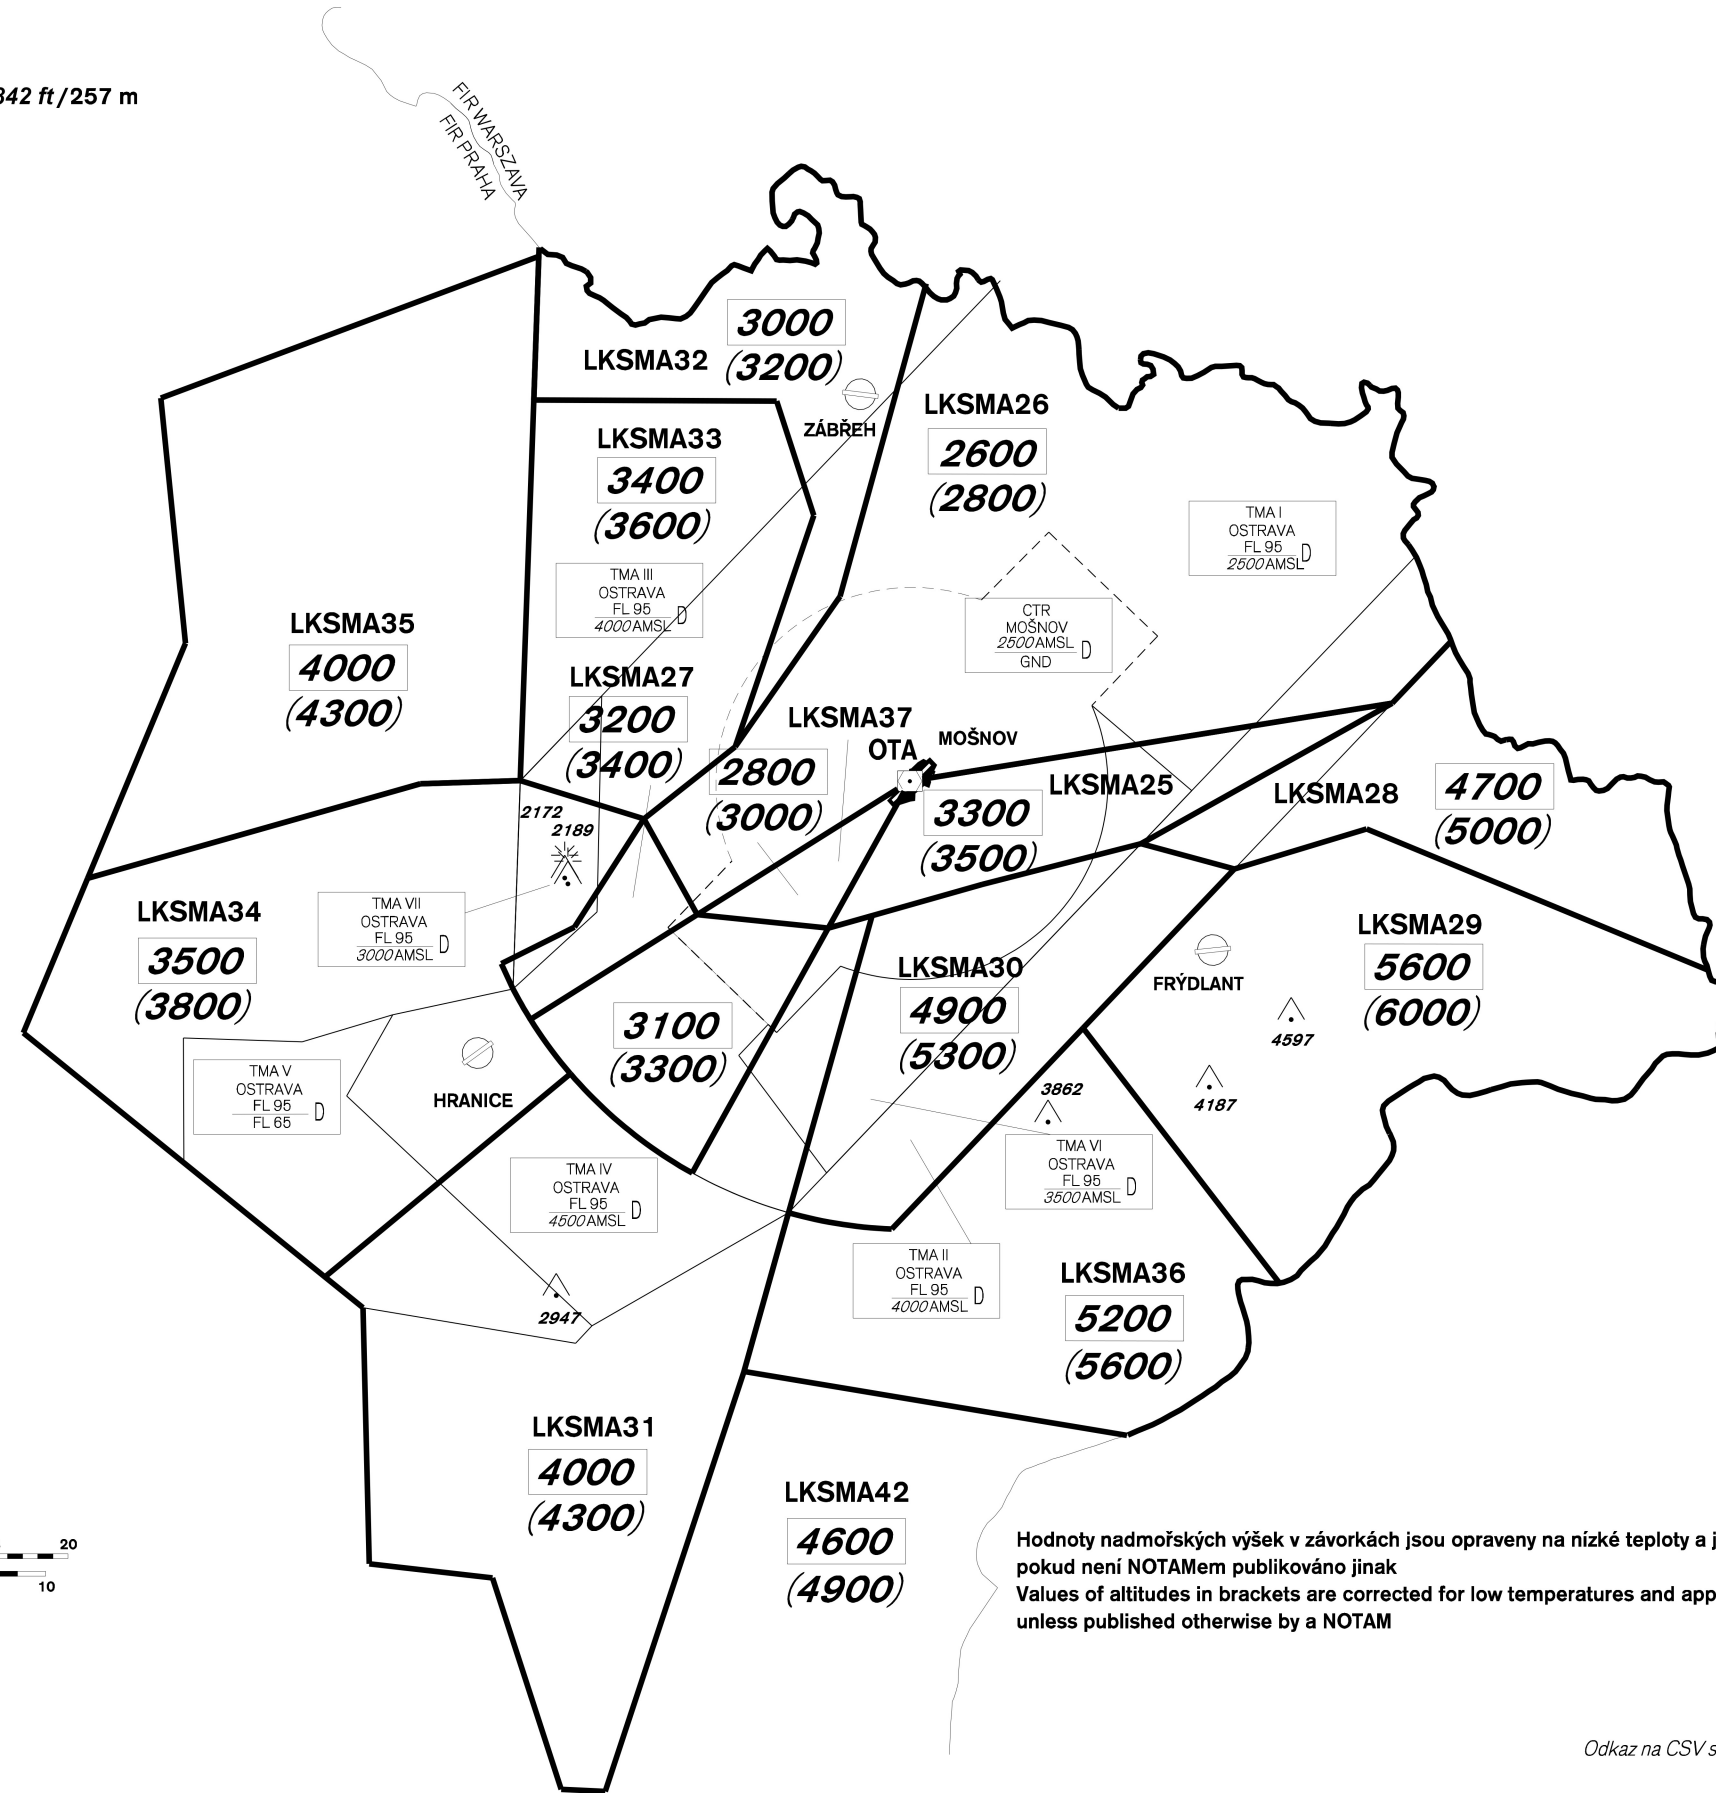 342 ft/257 m
FIR WARSZAVA
FIR PRAHA
3000
LKSMA32
(3200)
ZÁBŘEH
LKSMA26
2600
(2800)
LKSMA33
3400
(3600)
TMA I
OSTRAVA
FL 95
2500 AMSL
D
TMA III
OSTRAVA
FL 95
4000 AMSL
D
CTR
MOŠNOV
2500 AMSL
GND
D
LKSMA35
4000
(4300)
LKSMA27
3200
(3400)
LKSMA37
2800
(3000)
OTA
MOŠNOV
LKSMA25
3300
(3500)
LKSMA28
4700
(5000)
2172
2189
LKSMA34
3500
(3800)
TMA VII
OSTRAVA
FL 95
3000 AMSL
D
LKSMA29
5600
(6000)
FRÝDLANT
LKSMA30
4900
(5300)
3100
(3300)
4597
4187
3862
HRANICE
TMA V
OSTRAVA
FL 95
FL 65
D
TMA IV
OSTRAVA
FL 95
4500 AMSL
D
TMA VI
OSTRAVA
FL 95
3500 AMSL
D
TMA II
OSTRAVA
FL 95
4000 AMSL
D
2947
LKSMA36
5200
(5600)
LKSMA31
4000
(4300)
LKSMA42
4600
(4900)
20
10
Hodnoty nadmořských výšek v závorkách jsou opraveny na nízké teploty a
pokud není NOTAMem publikováno jinak
Values of altitudes in brackets are corrected for low temperatures and app
unless published otherwise by a NOTAM
Odkaz na CSV s